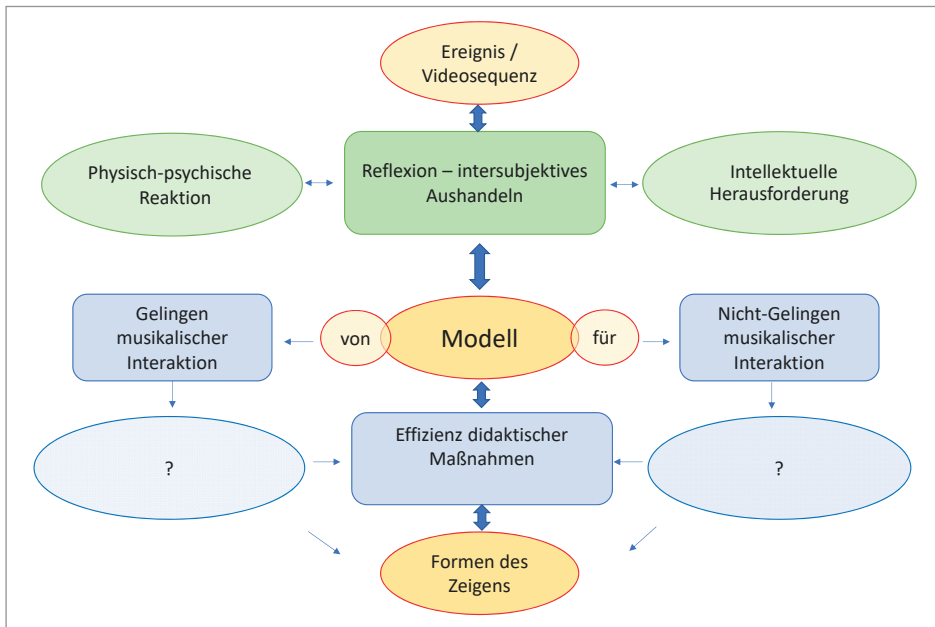 Ereignis /
Videosequenz
Physisch-psychische
Reaktion
Reflexion – intersubjektives
Aushandeln
Intellektuelle
Herausforderung
Gelingen
musikalischer
Interaktion
von
Modell
für
Nicht-Gelingen
musikalischer
Interaktion
?
Effizienz didaktischer
Maßnahmen
?
Formen des
Zeigens